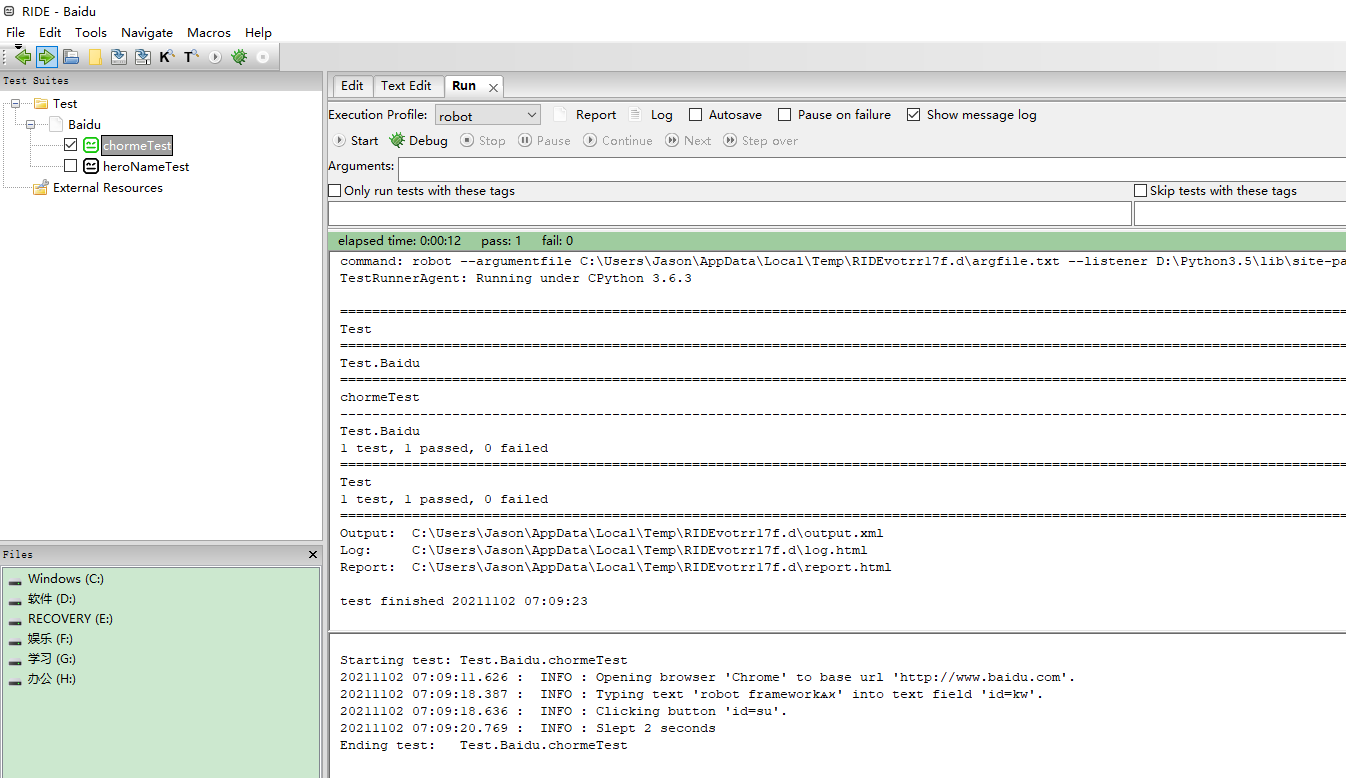 RIDE - Baidu
File Edit Tools Navigate Macros Help
Test Suites
Test
Baidu
chormeTest
heroNameTest
External Resources
Files
Windows (C:)
软件 (D:)
RECOVERY (E:)
娱乐 (F:)
学习 (G:)
办公 (H:)
Edit Text Edit Run
Execution Profile: robot Report Log Autosave Pause on failure Show message log
Start Debug Stop Pause Continue Next Step over
Arguments:
Only run tests with these tags Skip tests with these tags
elapsed time: 0:00:12 pass: 1 fail: 0
command: robot --argumentfile C:\Users\Jason\AppData\Local\Temp\RIDEvotrr17f.d\argfile.txt --listener D:\Python3.5\lib\site-pa
TestRunnerAgent: Running under CPython 3.6.3
==============================================================================
Test
==============================================================================
Test.Baidu
==============================================================================
chormeTest
------------------------------------------------------------------------------
Test.Baidu
1 test, 1 passed, 0 failed
==============================================================================
Test
1 test, 1 passed, 0 failed
==============================================================================
Output: C:\Users\Jason\AppData\Local\Temp\RIDEvotrr17f.d\output.xml
Log: C:\Users\Jason\AppData\Local\Temp\RIDEvotrr17f.d\log.html
Report: C:\Users\Jason\AppData\Local\Temp\RIDEvotrr17f.d\report.html
test finished 20211102 07:09:23
Starting test: Test.Baidu.chormeTest
20211102 07:09:11.626 : INFO : Opening browser 'Chrome' to base url 'http://www.baidu.com'.
20211102 07:09:18.387 : INFO : Typing text 'robot framework' into text field 'id=kw'.
20211102 07:09:18.636 : INFO : Clicking button 'id=su'.
20211102 07:09:20.769 : INFO : Slept 2 seconds
Ending test: Test.Baidu.chormeTest